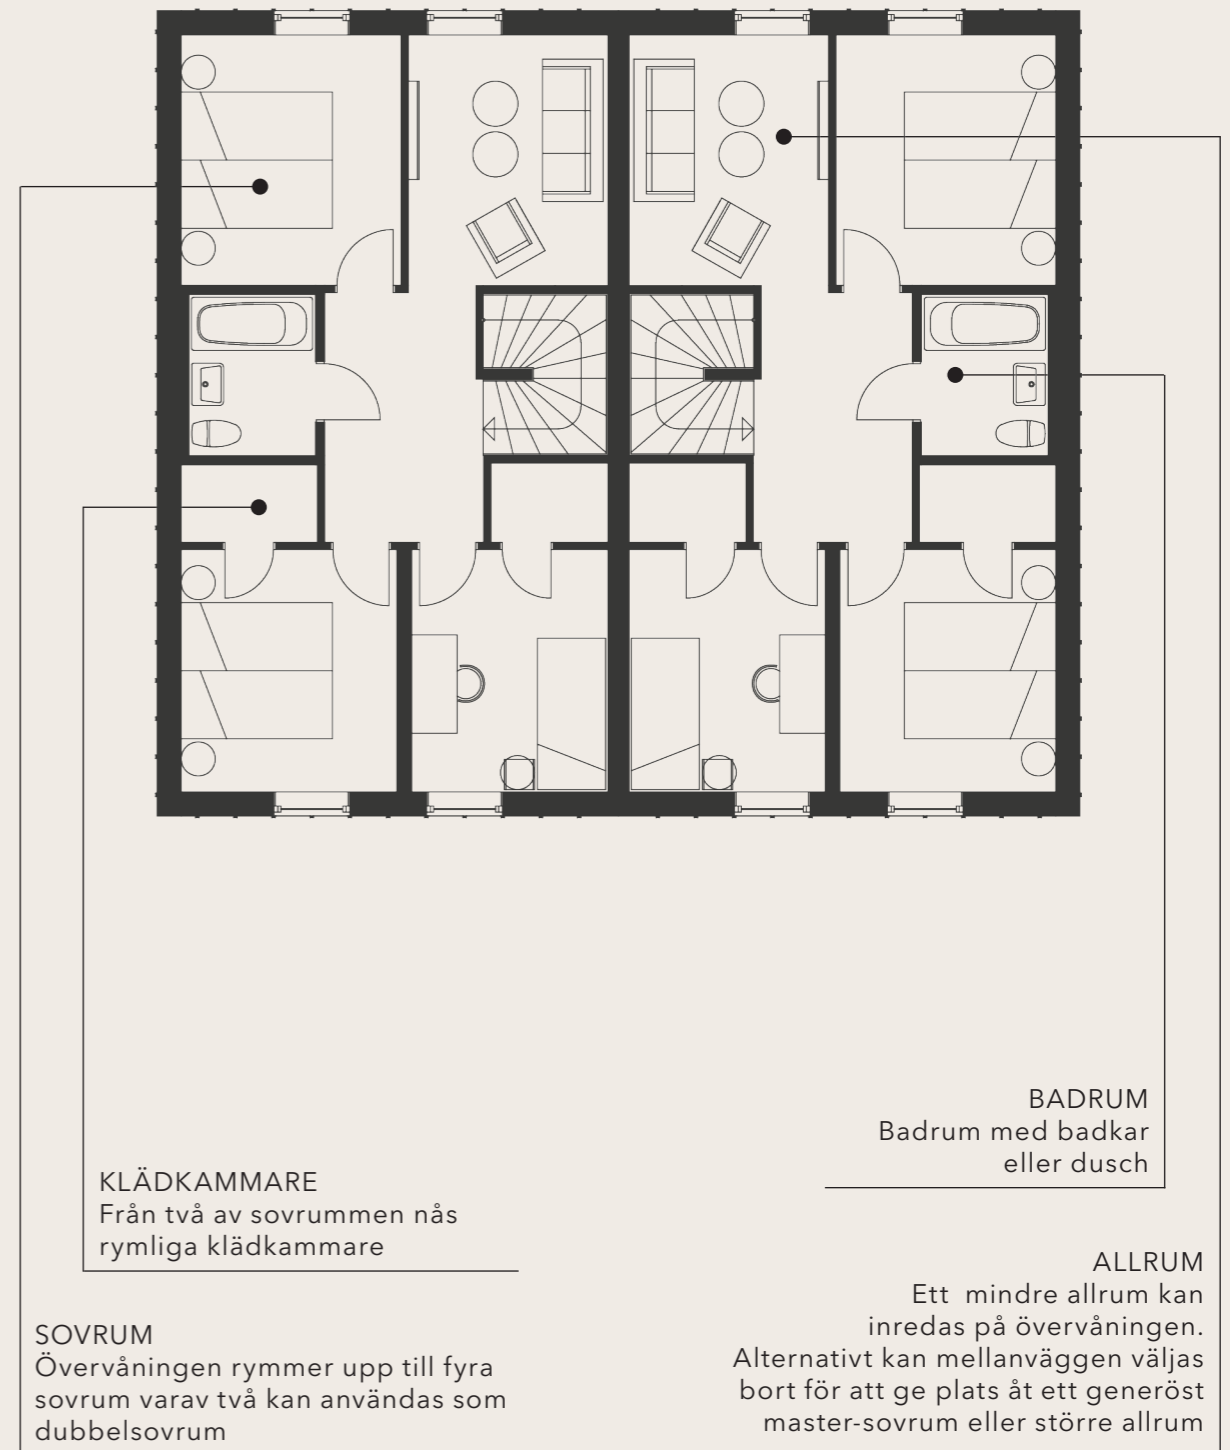 BADRUM
Badrum med badkar
eller dusch
KLÄDKAMMARE
Från två av sovrummen nås
rymliga klädkammare
ALLRUM
Ett  mindre allrum kan
inredas på övervåningen.
Alternativt kan mellanväggen väljas
bort för att ge plats åt ett generöst
master-sovrum eller större allrum
SOVRUM
Övervåningen rymmer upp till fyra
sovrum varav två kan användas som
dubbelsovrum